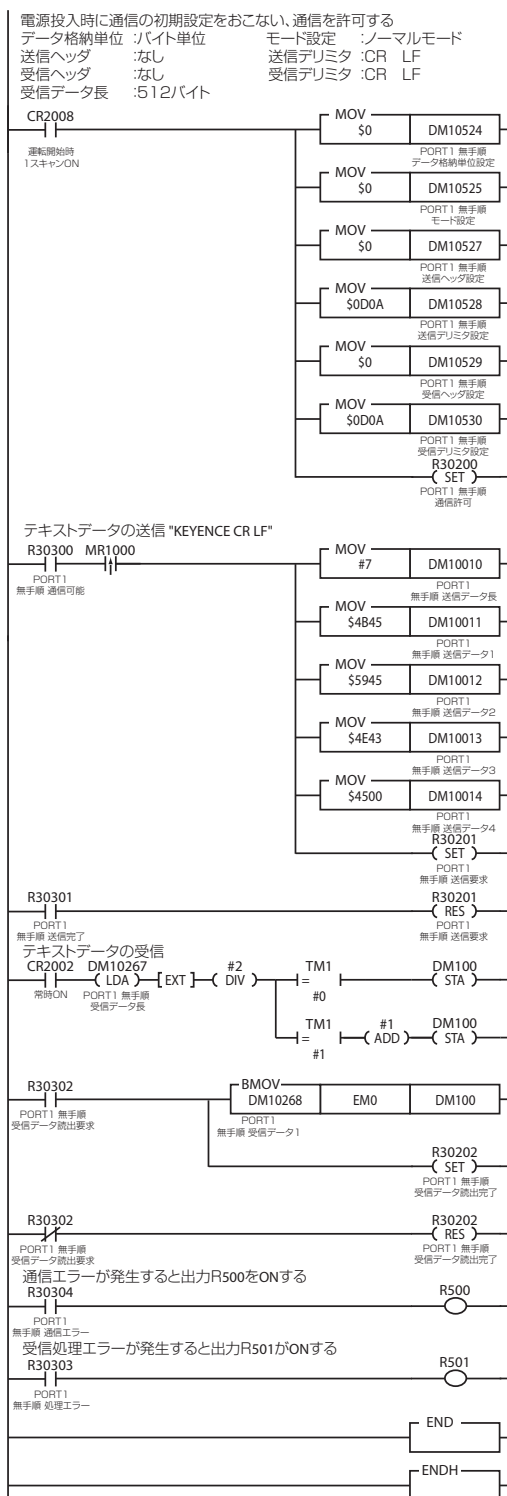 電源投入時に通信の初期設定をおこない、通信を許可する
データ格納単位 :バイト単位 モード設定 :ノーマルモード
送信ヘッダ :なし 送信デリミタ :CR LF
受信ヘッダ :なし 受信デリミタ :CR LF
受信データ長 :512バイト
CR2008
運転開始時
1スキャンON
MOV
$0 DM10524
PORT1 無手順
データ格納単位設定
MOV
$0 DM10525
PORT1 無手順
モード設定
MOV
$0 DM10527
PORT1 無手順
送信ヘッダ設定
MOV
$0D0A DM10528
PORT1 無手順
送信デリミタ設定
MOV
$0 DM10529
PORT1 無手順
受信ヘッダ設定
MOV
$0D0A DM10530
PORT1 無手順
受信デリミタ設定
R30200
SET
PORT1 無手順
通信許可
テキストデータの送信 "KEYENCE CR LF"
R30300 MR1000
PORT1
無手順 通信可能
MOV
#7 DM10010
PORT1
無手順 送信データ長
MOV
$4B45 DM10011
PORT1
無手順 送信データ1
MOV
$5945 DM10012
PORT1
無手順 送信データ2
MOV
$4E43 DM10013
PORT1
無手順 送信データ3
MOV
$4500 DM10014
PORT1
無手順 送信データ4
R30201
SET
PORT1
無手順 送信要求
R30301 R30201
RES
PORT1 PORT1
無手順 送信完了 無手順 送信要求
テキストデータの受信
CR2002 DM10267 #2 TM1 DM100
LDA EXT DIV = STA
常時ON PORT1 無手順 #0
受信データ長
TM1 #1 DM100
= ADD STA
#1
R30302 BMOV
DM10268 EM0 DM100
PORT1 無手順 PORT1
受信データ読出要求 無手順 受信データ1
R30202
SET
PORT1 無手順
受信データ読出完了
R30302 R30202
RES
PORT1 無手順 PORT1 無手順
受信データ読出要求 受信データ読出完了
通信エラーが発生すると出力R500をONする
R30304 R500
PORT1
無手順 通信エラー
受信処理エラーが発生すると出力R501がONする
R30303 R501
PORT1
無手順 処理エラー
END
ENDH